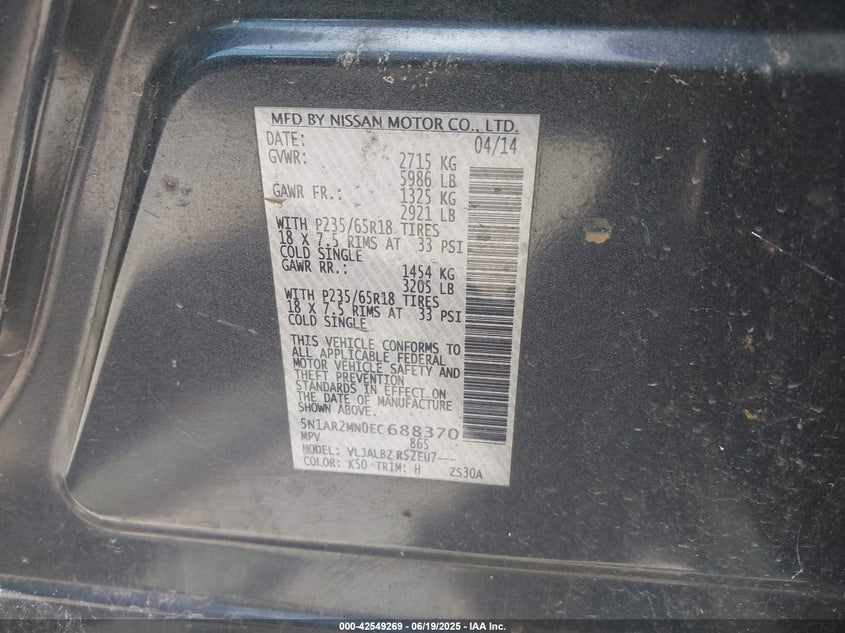 MFD BY NISSAN MOTOR CO., LTD.
DATE: 04/14
GVWR: 2715 KG
5986 LB
GAWR FR.: 1325 KG
2921 LB
WITH P235/65R18 TIRES
18 X 7.5 RIMS AT 33 PSI
COLD SINGLE
GAWR RR.: 1454 KG
3205 LB
WITH P235/65R18 TIRES
18 X 7.5 RIMS AT 33 PSI
COLD SINGLE
THIS VEHICLE CONFORMS TO
ALL APPLICABLE FEDERAL
MOTOR VEHICLE SAFETY AND
THEFT PREVENTION
STANDARDS IN EFFECT ON
THE DATE OF MANUFACTURE
SHOWN ABOVE.
5N1AR2MN0EC688370
MPV 865
MODEL: VLJALBZ R52EU7---
COLOR: K50 TRIM: H ZS30A
000-42549269 - 06/19/2025 - IAA Inc.